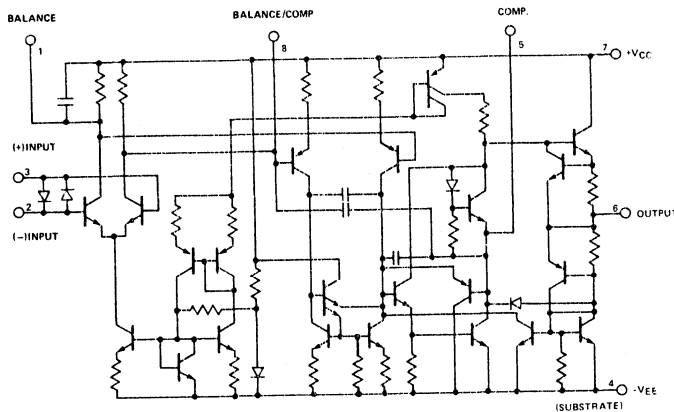 BALANCE
1
BALANCE/COMP
8
COMP.
5
7
+VCC
(+)INPUT
3
2
(−)INPUT
6
OUTPUT
4
-VEE
(SUBSTRATE)